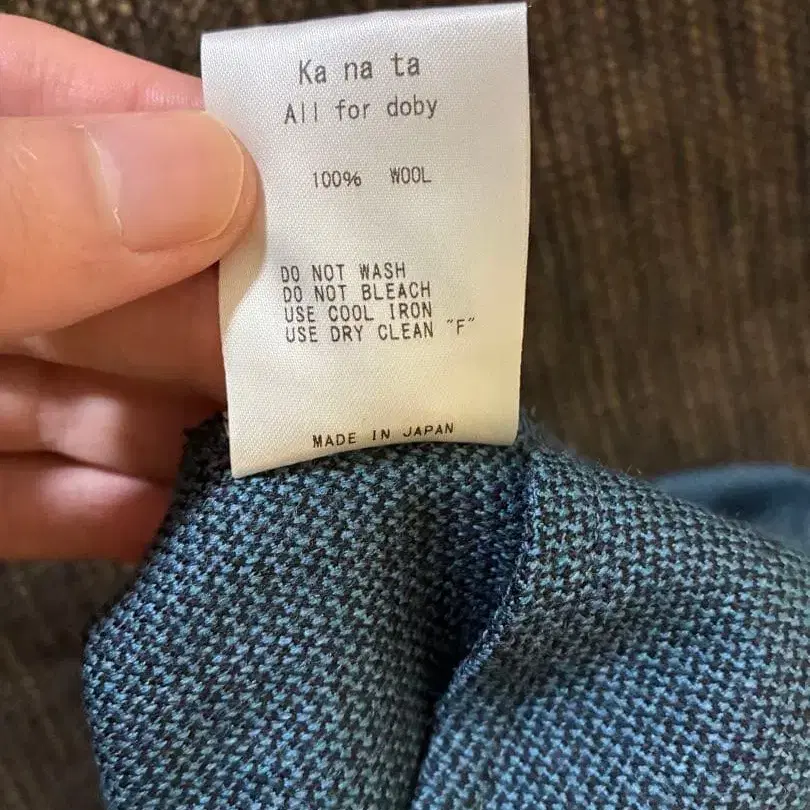 Ka na ta
All for doby
100% WOOL
DO NOT WASH
DO NOT BLEACH
USE COOL IRON
USE DRY CLEAN "F"
MADE IN JAPAN